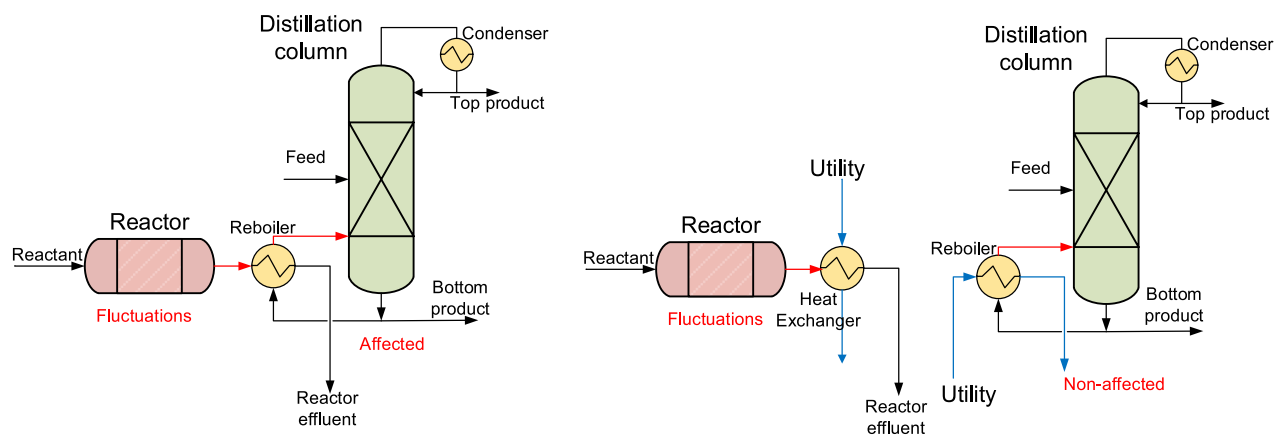 Distillation
column
Condenser
Top product
Feed
Reactor
Reboiler
Reactant
Fluctuations
Bottom
product
Affected
Reactor
effluent
Distillation
column
Condenser
Top product
Utility
Feed
Reactor
Reboiler
Reactant
Heat
Exchanger
Fluctuations
Bottom
product
Non-affected
Utility
Reactor
effluent